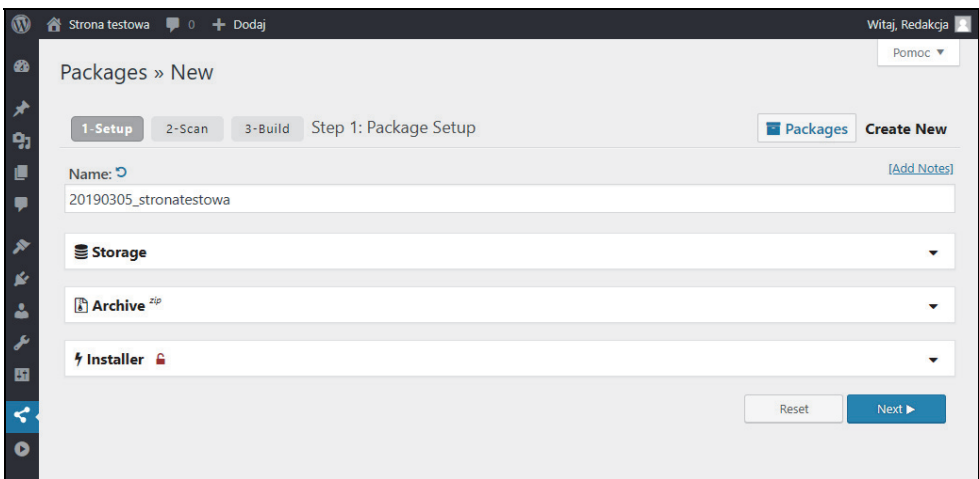 Strona testowa 0 + Dodaj Witaj, Redakcja
Pomoc ▼
Packages » New
1-Setup 2-Scan 3-Build Step 1: Package Setup Packages Create New
Name: [Add Notes]
20190305_stronatestowa
Storage
Archive zip
Installer
Reset Next ▶